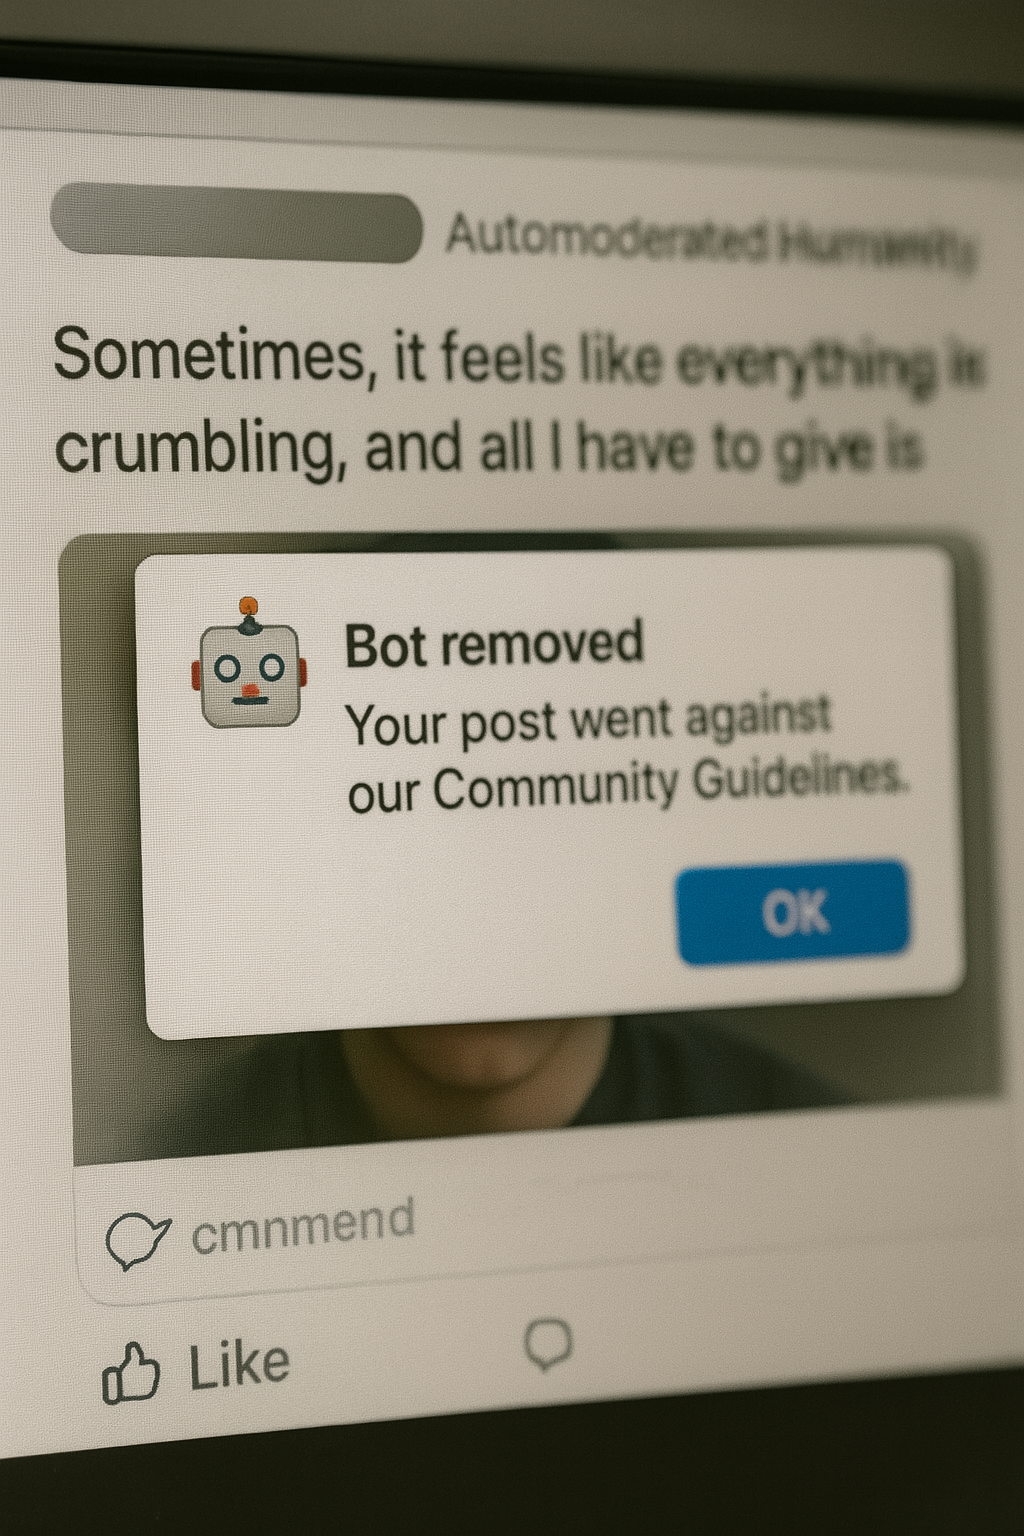 Automoderated Humanity
Sometimes, it feels like everything is
crumbling, and all I have to give is
Bot removed
Your post went against
our Community Guidelines.
OK
cmnmend
Like